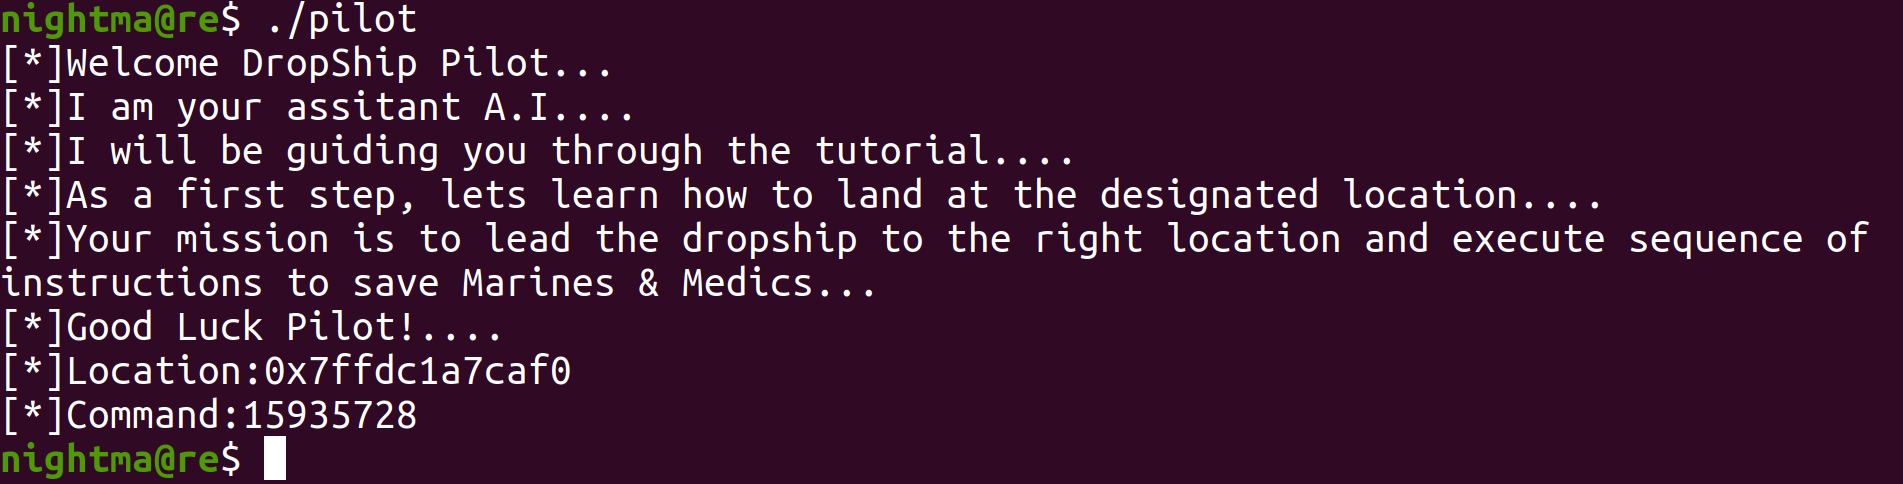 nightma@re$ ./pilot
[*]Welcome DropShip Pilot...
[*]I am your assitant A.I....
[*]I will be guiding you through the tutorial....
[*]As a first step, lets learn how to land at the designated location....
[*]Your mission is to lead the dropship to the right location and execute sequence of
instructions to save Marines & Medics...
[*]Good Luck Pilot!....
[*]Location:0x7ffdc1a7caf0
[*]Command:15935728
nightma@re$